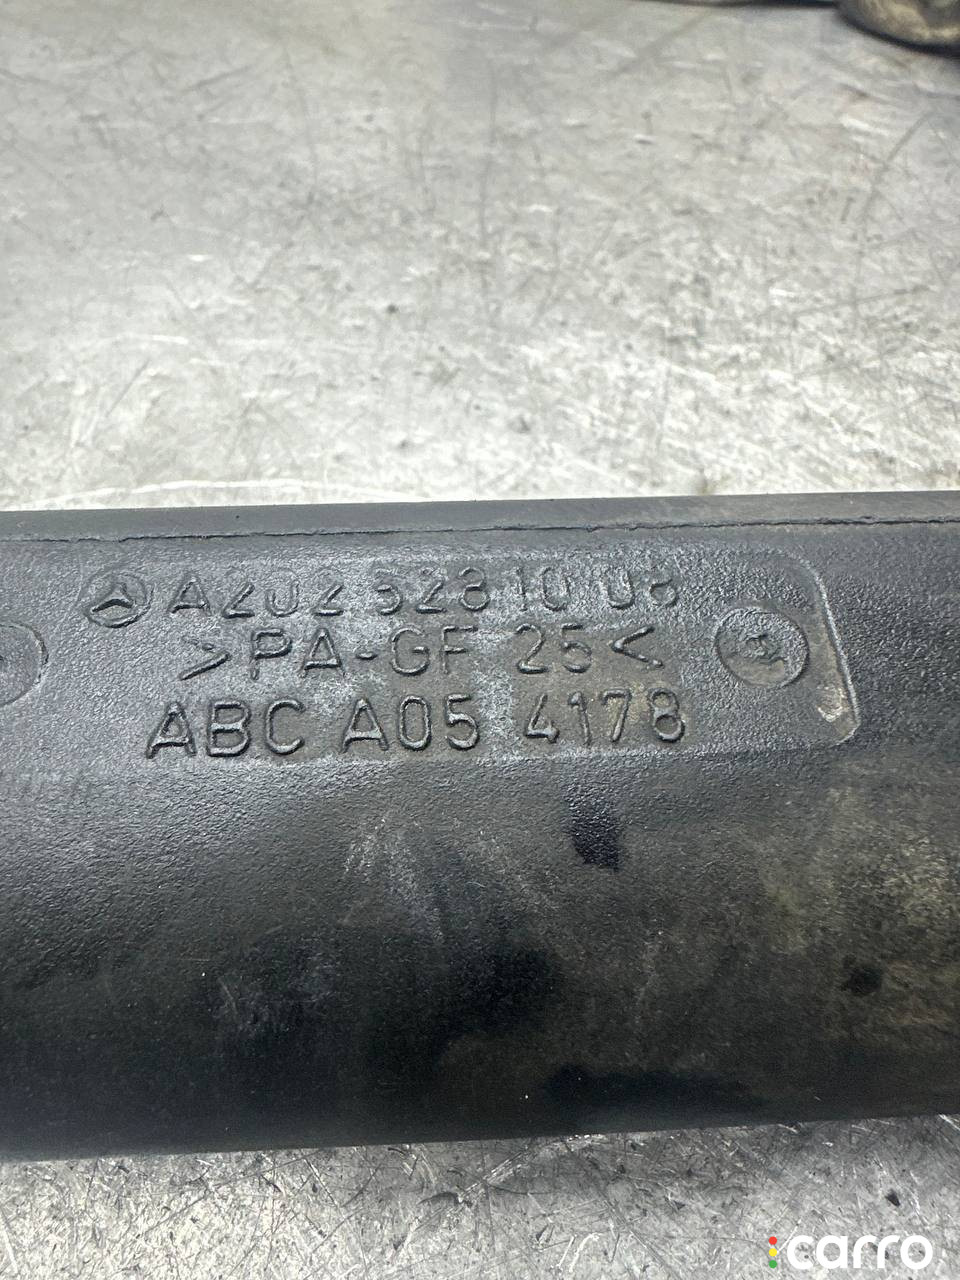 A202 528 10 08
>PA-GF 25<
ABC A05 4178
carro